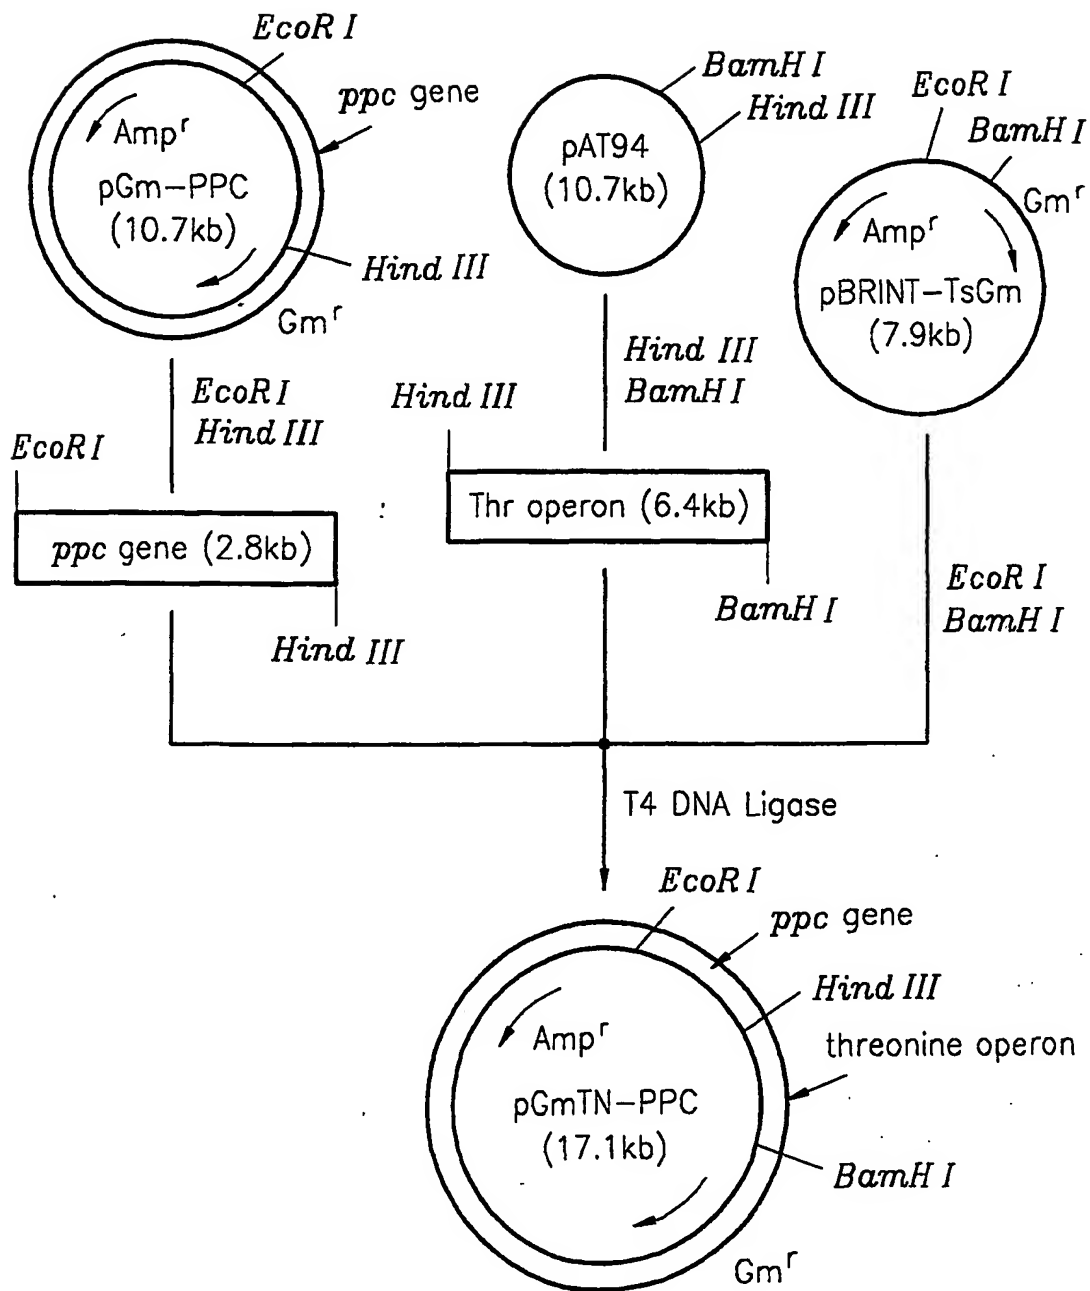 EcoR I
ppc gene
Amp^r
pGm-PPC
(10.7kb)
Hind III
Gm^r
BamH I
Hind III
pAT94
(10.7kb)
EcoR I
BamH I
Gm^r
Amp^r
pBRINT-TsGm
(7.9kb)
EcoR I
Hind III
EcoR I
ppc gene (2.8kb)
Hind III
Hind III
BamH I
Hind III
Thr operon (6.4kb)
BamH I
EcoR I
BamH I
T4 DNA Ligase
EcoR I
ppc gene
Hind III
threonine operon
Amp^r
pGmTN-PPC
(17.1kb)
BamH I
Gm^r